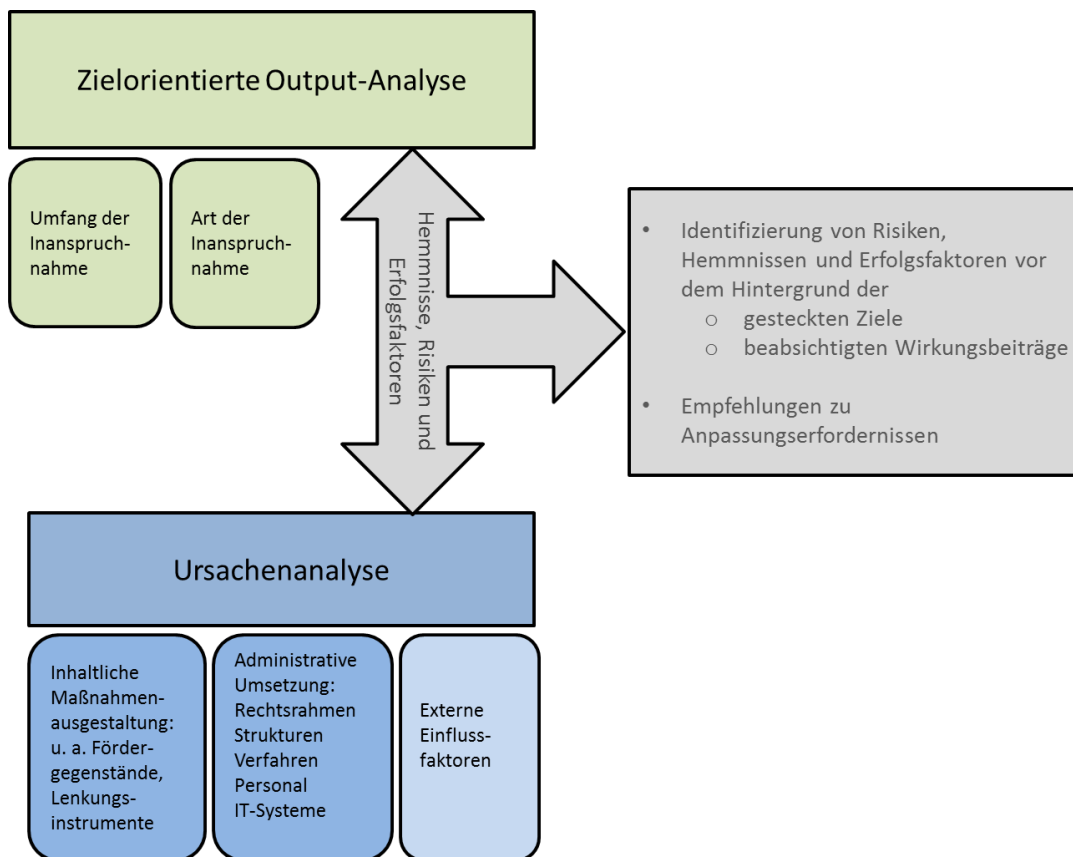 Zielorientierte Output-Analyse
Umfang der
Inanspruch-
nahme
Art der
Inanspruch-
nahme
Hemmnisse, Risiken und
Erfolgsfaktoren
• Identifizierung von Risiken,
Hemmnissen und Erfolgsfaktoren vor
dem Hintergrund der
o gesteckten Ziele
o beabsichtigten Wirkungsbeiträge
• Empfehlungen zu
Anpassungserfordernissen
Ursachenanalyse
Inhaltliche
Maßnahmen-
ausgestaltung:
u. a. Förder-
gegenstände,
Lenkungs-
instrumente
Administrative
Umsetzung:
Rechtsrahmen
Strukturen
Verfahren
Personal
IT-Systeme
Externe
Einfluss-
faktoren